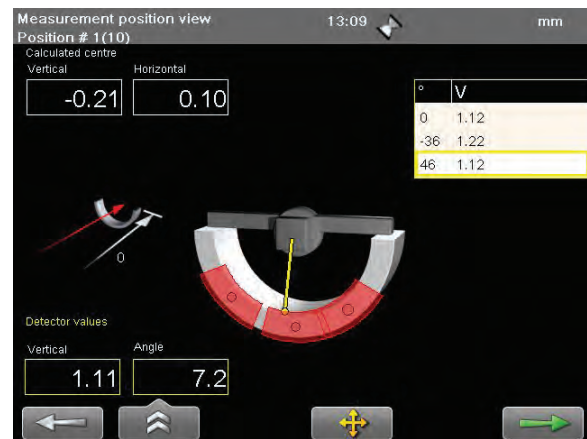 Measurement position view 13:09 mm
Position # 1(10)
Calculated centre
Vertical Horizontal
-0.21 0.10
° V
0 1.12
-36 1.22
46 1.12
0
Detector values
Vertical Angle
1.11 7.2